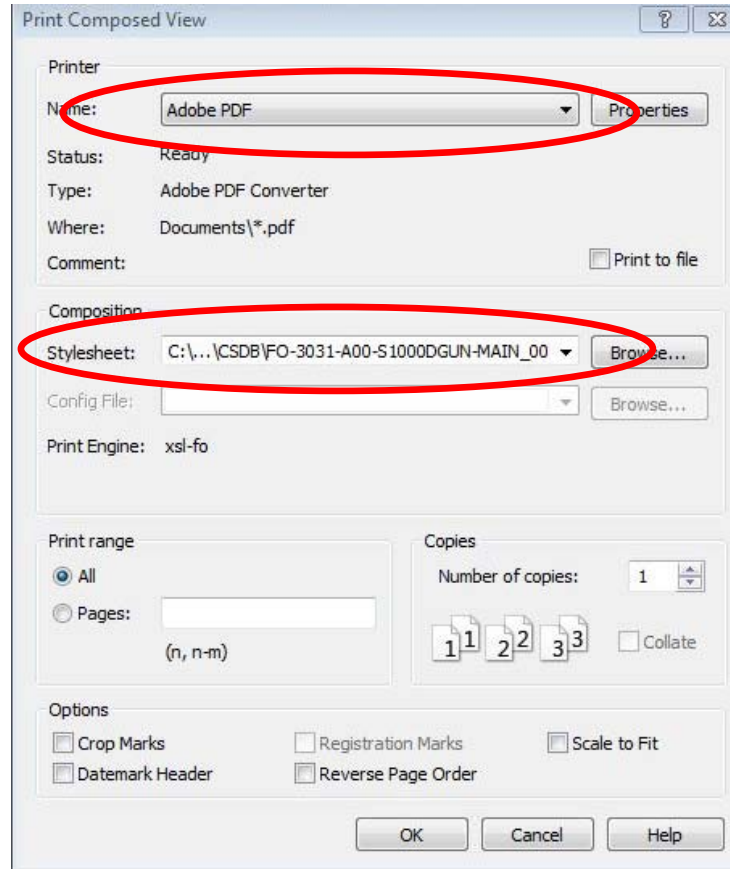 Print Composed View
Printer
Name: Adobe PDF Properties
Status: Ready
Type: Adobe PDF Converter
Where: Documents\*.pdf
Comment: Print to file
Composition
Stylesheet: C:\...\CSDB\FO-3031-A00-S1000DGUN-MAIN_00 Browse...
Config File: Browse...
Print Engine: xsl-fo
Print range
All
Pages:
(n, n-m)
Copies
Number of copies: 1
1 1 2 2 3 3 Collate
Options
Crop Marks Registration Marks Scale to Fit
Datemark Header Reverse Page Order
OK Cancel Help